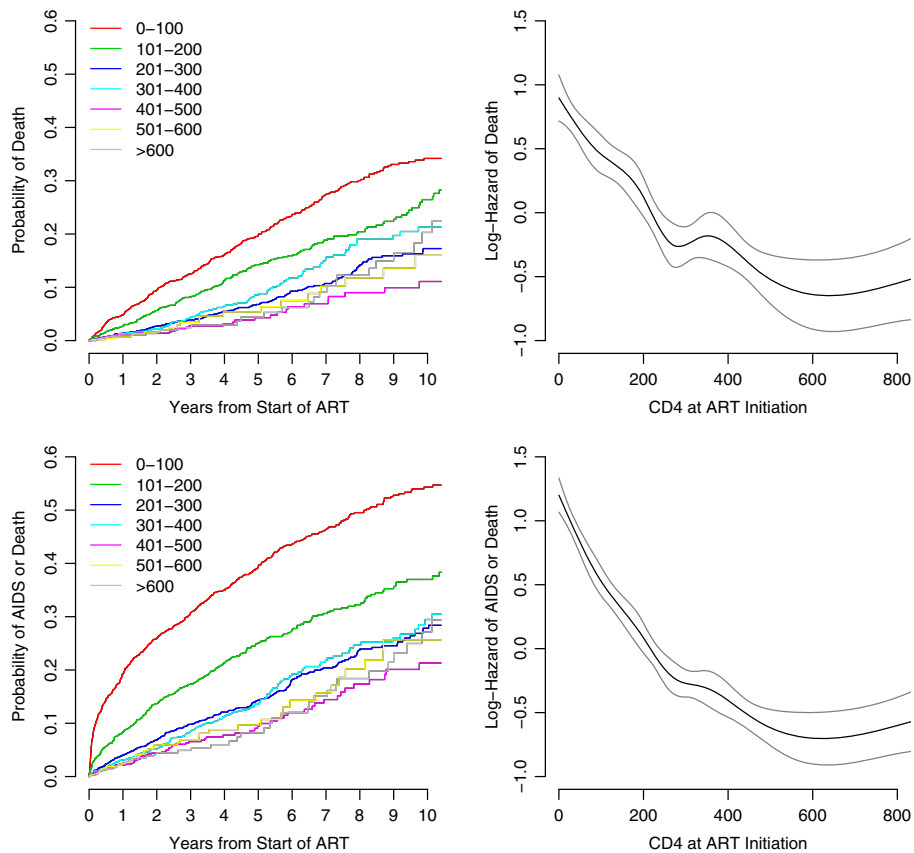 Probability of Death
0.0 0.1 0.2 0.3 0.4 0.5 0.6
0−100
101−200
201−300
301−400
401−500
501−600
>600
0 1 2 3 4 5 6 7 8 9 10
Years from Start of ART
Log−Hazard of Death
−1.0 −0.5 0.0 0.5 1.0 1.5
0 200 400 600 800
CD4 at ART Initiation
Probability of AIDS or Death
0.0 0.1 0.2 0.3 0.4 0.5 0.6
0−100
101−200
201−300
301−400
401−500
501−600
>600
0 1 2 3 4 5 6 7 8 9 10
Years from Start of ART
Log−Hazard of AIDS or Death
−1.0 −0.5 0.0 0.5 1.0 1.5
0 200 400 600 800
CD4 at ART Initiation